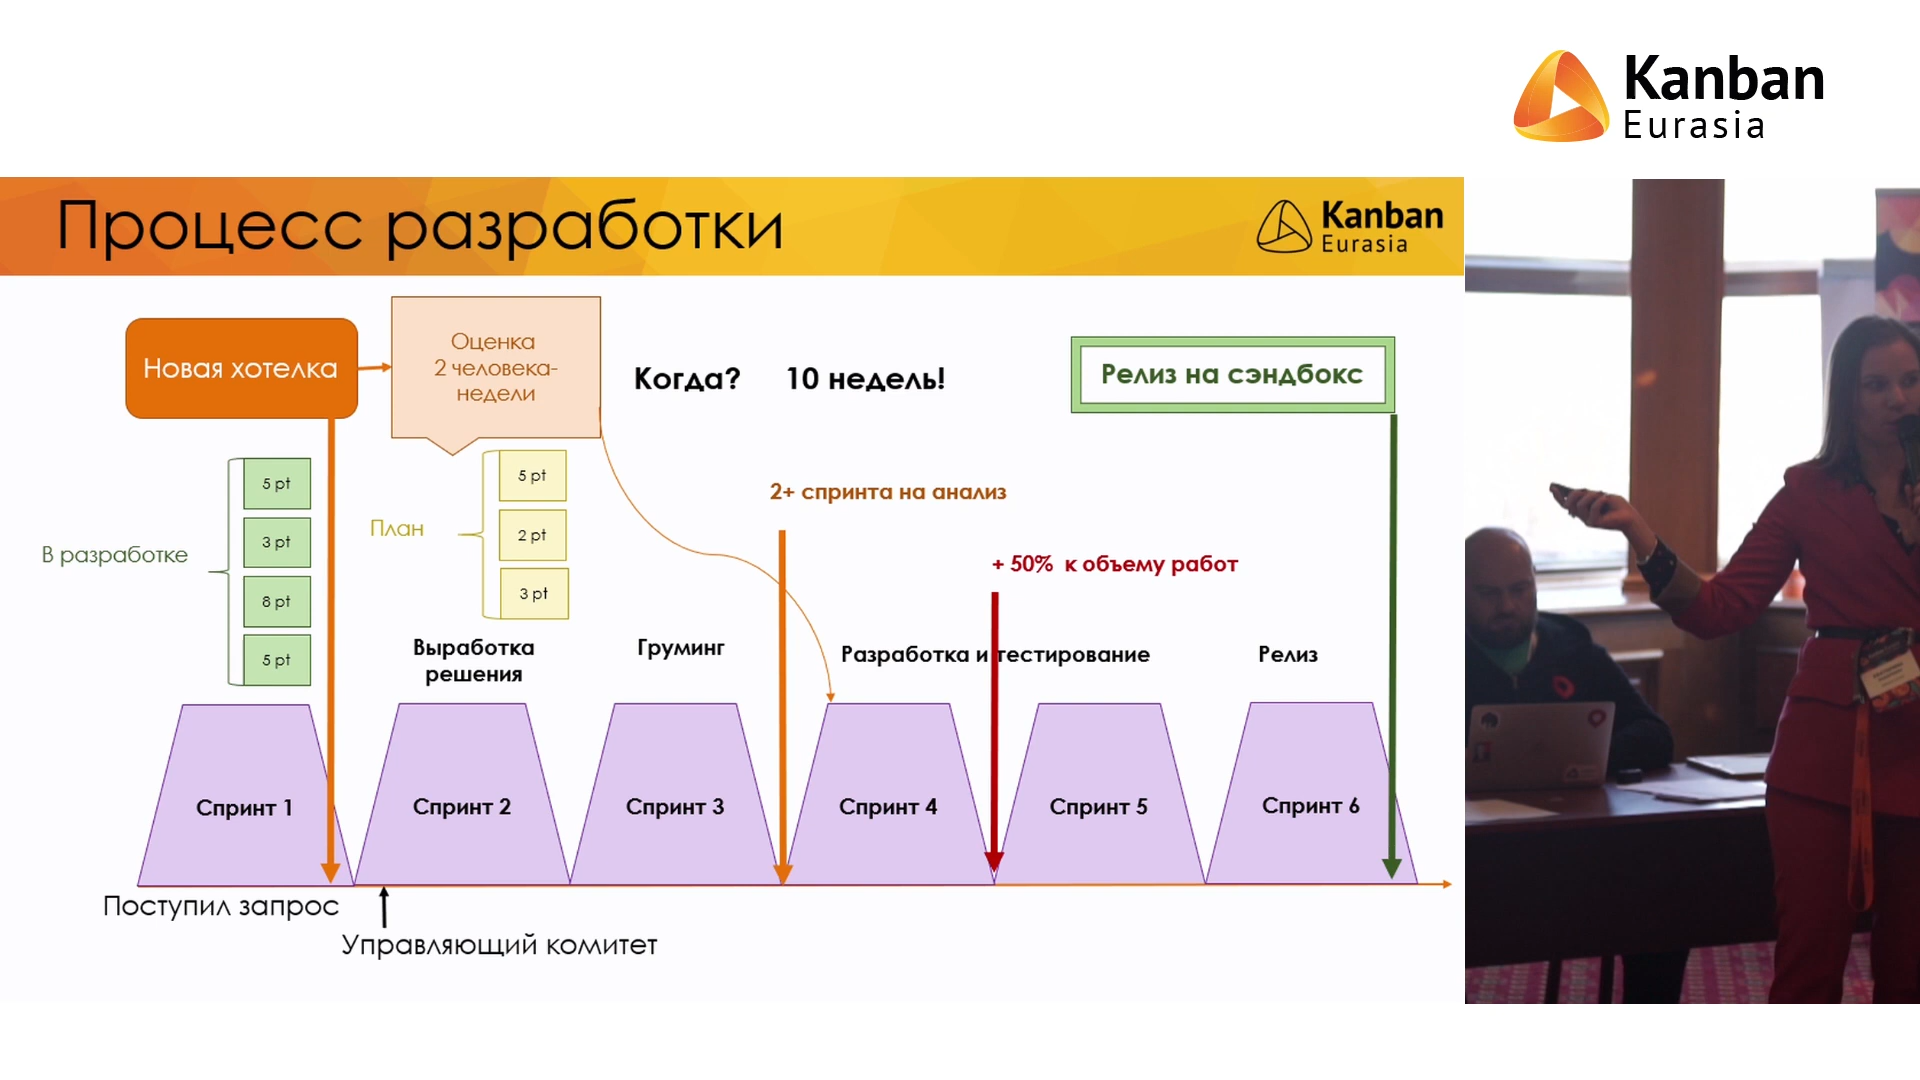 Kanban
Eurasia
Процесс разработки
Kanban
Eurasia
Новая хотелка
Оценка
2 человека-
недели
Когда? 10 недель!
Релиз на сэндбокс
5 pt
3 pt
8 pt
5 pt
В разработке
План
5 pt
2 pt
3 pt
2+ спринта на анализ
+ 50% к объему работ
Выработка
решения
Груминг
Разработка и тестирование
Релиз
Спринт 1
Спринт 2
Спринт 3
Спринт 4
Спринт 5
Спринт 6
Поступил запрос
Управляющий комитет